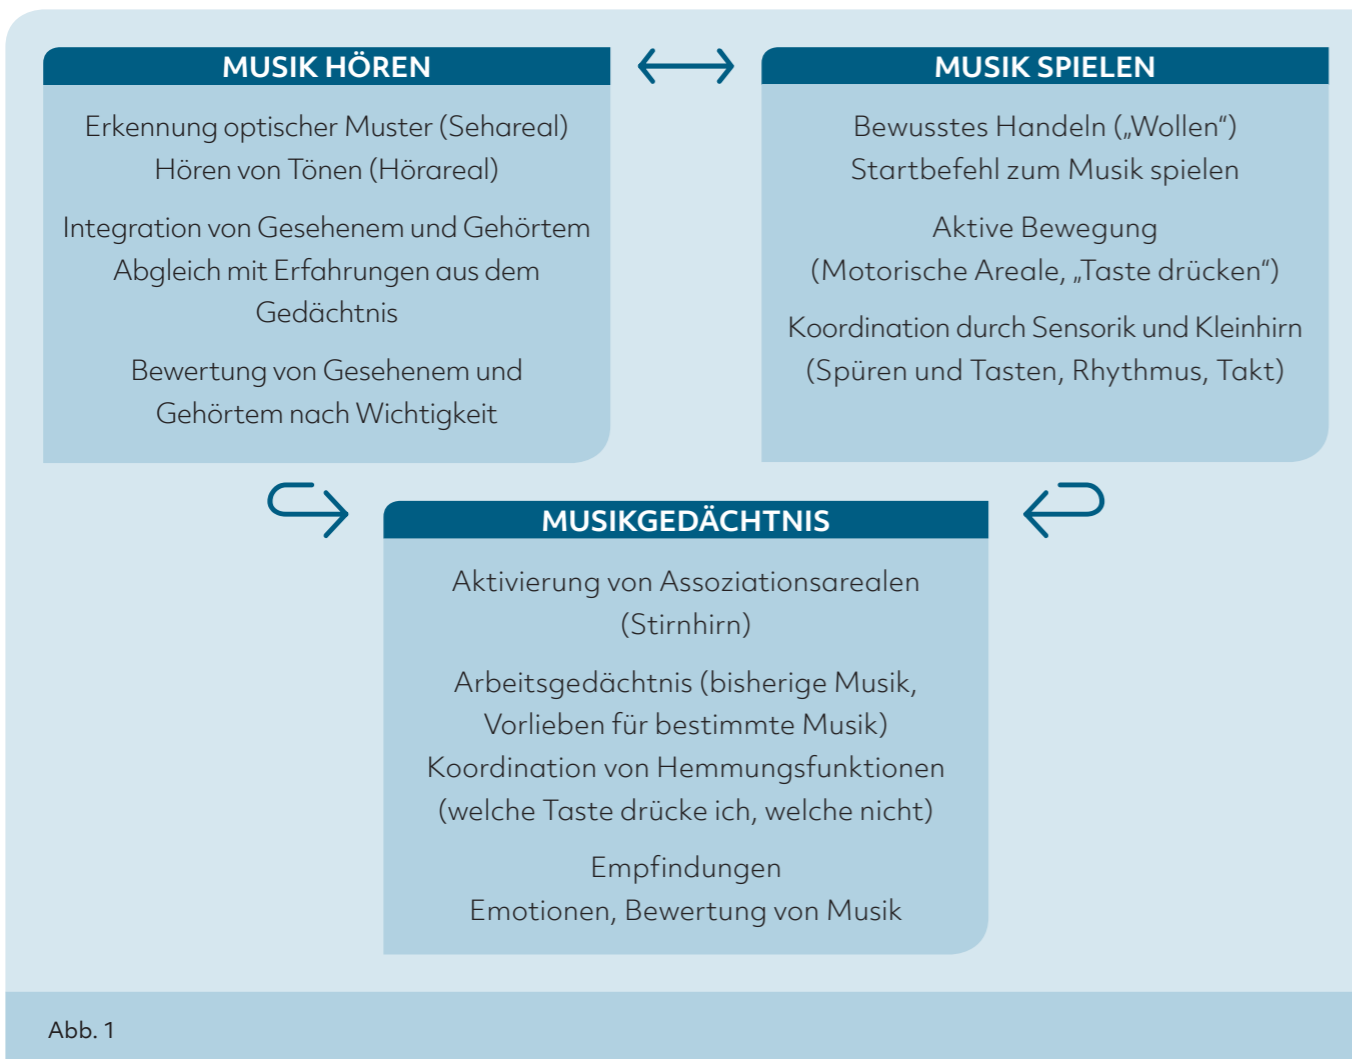 MUSIK HÖREN
Erkennung optischer Muster (Sehareal)
Hören von Tönen (Hörareal)
Integration von Gesehenem und Gehörtem
Abgleich mit Erfahrungen aus dem
Gedächtnis
Bewertung von Gesehenem und
Gehörtem nach Wichtigkeit
MUSIK SPIELEN
Bewusstes Handeln („Wollen“)
Startbefehl zum Musik spielen
Aktive Bewegung
(Motorische Areale, „Taste drücken“)
Koordination durch Sensorik und Kleinhirn
(Spüren und Tasten, Rhythmus, Takt)
MUSIKGEDÄCHTNIS
Aktivierung von Assoziationsarealen
(Stirnhirn)
Arbeitsgedächtnis (bisherige Musik,
Vorlieben für bestimmte Musik)
Koordination von Hemmungsfunktionen
(welche Taste drücke ich, welche nicht)
Empfindungen
Emotionen, Bewertung von Musik
Abb. 1